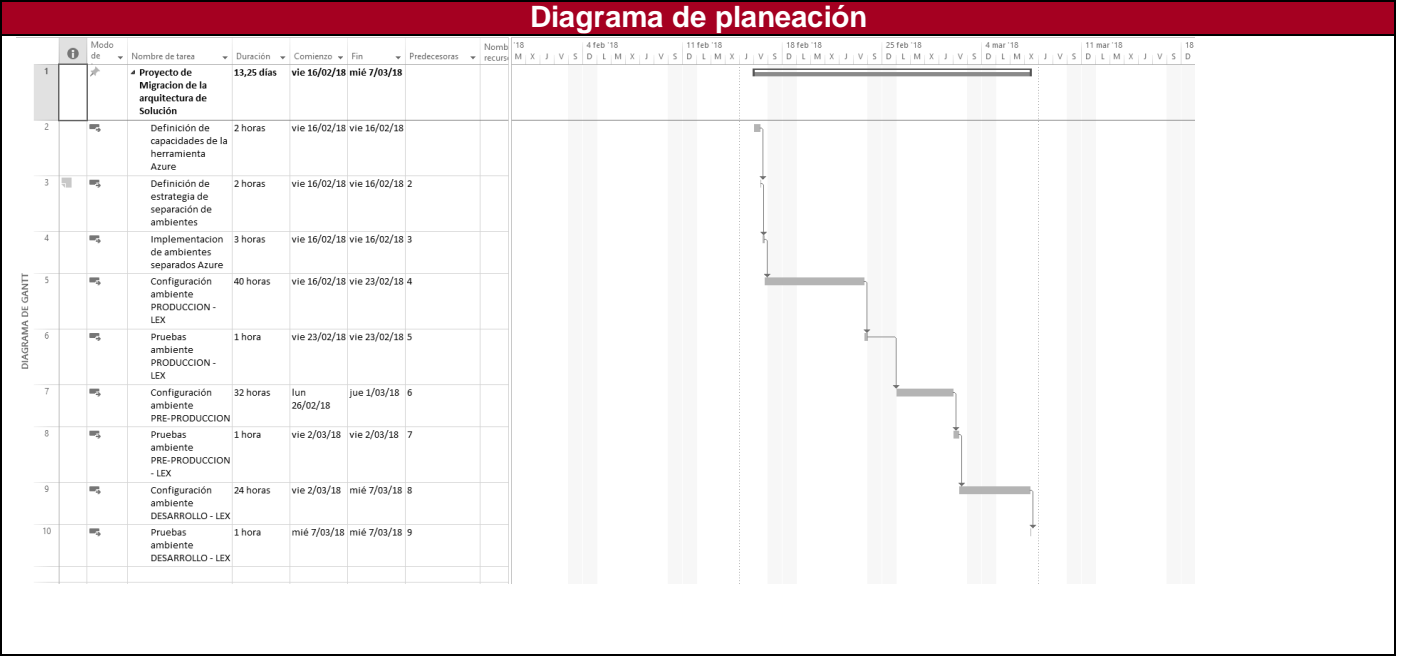 Diagrama de planeación
Modo de
Nombre de tarea
Duración
Comienzo
Fin
Predecesoras
Nomb
recurs
'18
4 feb '18
11 feb '18
18 feb '18
25 feb '18
4 mar '18
11 mar '18
18
M X J V S D L M X J V S D L M X J V S D L M X J V S D L M X J V S D L M X J V S D L M X J V S D
DIAGRAMA DE GANTT
1 Proyecto de 13,25 días vie 16/02/18 mié 7/03/18
Migracion de la
arquitectura de
Solución
2 Definición de 2 horas vie 16/02/18 vie 16/02/18
capacidades de la
herramienta
Azure
3 Definición de 2 horas vie 16/02/18 vie 16/02/18 2
estrategia de
separación de
ambientes
4 Implementacion 3 horas vie 16/02/18 vie 16/02/18 3
de ambientes
separados Azure
5 Configuración 40 horas vie 16/02/18 vie 23/02/18 4
ambiente
PRODUCCION -
LEX
6 Pruebas 1 hora vie 23/02/18 vie 23/02/18 5
ambiente
PRODUCCION -
LEX
7 Configuración 32 horas lun jue 1/03/18 6
ambiente 26/02/18
PRE-PRODUCCION
8 Pruebas 1 hora vie 2/03/18 vie 2/03/18 7
ambiente
PRE-PRODUCCION
- LEX
9 Configuración 24 horas vie 2/03/18 mié 7/03/18 8
ambiente
DESARROLLO - LEX
10 Pruebas 1 hora mié 7/03/18 mié 7/03/18 9
ambiente
DESARROLLO - LEX